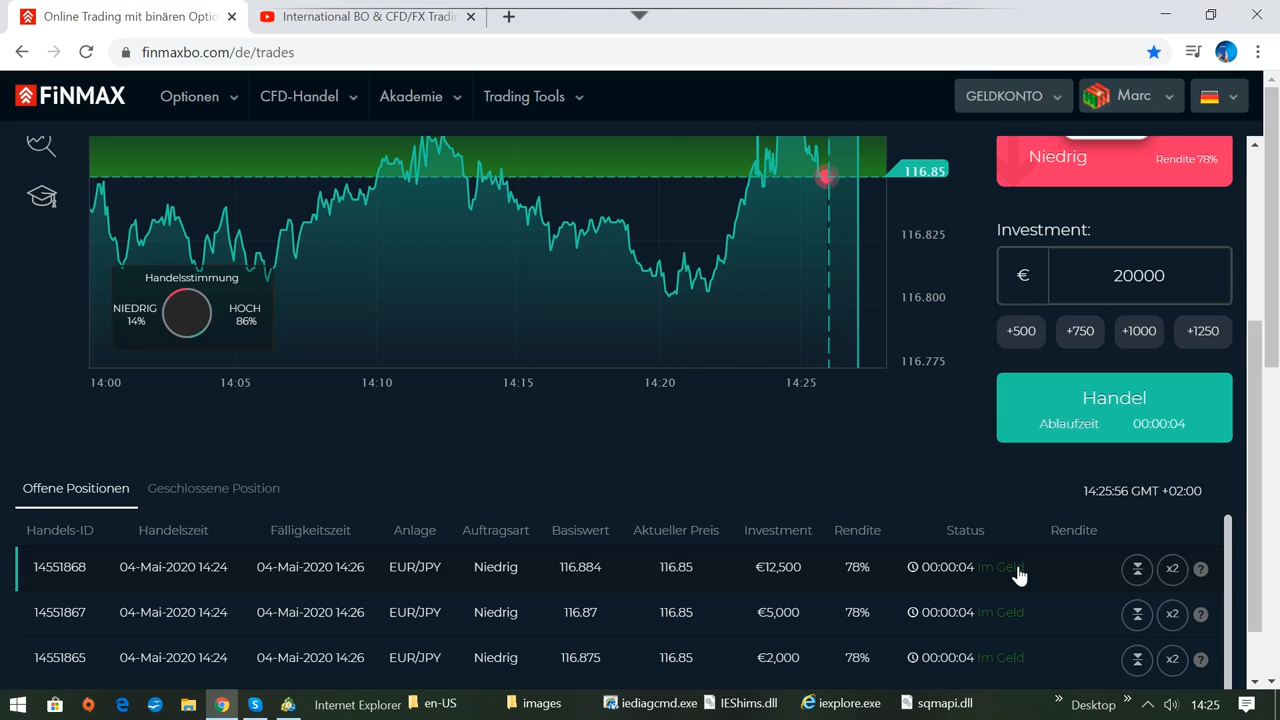 Online Trading mit binären Optio
International BO & CFD/FX Tradin
finmaxbo.com/de/trades
FiNMAX
Optionen
CFD-Handel
Akademie
Trading Tools
GELDKONTO
Marc
Niedrig
Rendite 78%
116.85
116.825
116.800
116.775
Handelsstimmung
NIEDRIG
14%
HOCH
86%
14:00
14:05
14:10
14:15
14:20
14:25
Investment:
€ 20000
+500
+750
+1000
+1250
Handel
Ablaufzeit 00:00:04
Offene Positionen
Geschlossene Position
14:25:56 GMT +02:00
Handels-ID Handelszeit Fälligkeitszeit Anlage Auftragsart Basiswert Aktueller Preis Investment Rendite Status Rendite
14551868 04-Mai-2020 14:24 04-Mai-2020 14:26 EUR/JPY Niedrig 116.884 116.85 €12,500 78% 00:00:04 Im Geld x2 ?
14551867 04-Mai-2020 14:24 04-Mai-2020 14:26 EUR/JPY Niedrig 116.87 116.85 €5,000 78% 00:00:04 Im Geld x2 ?
14551865 04-Mai-2020 14:24 04-Mai-2020 14:26 EUR/JPY Niedrig 116.875 116.85 €2,000 78% 00:00:04 Im Geld x2 ?
Internet Explorer
en-US
images
iediagcmd.exe
IEShims.dll
iexplore.exe
sqmapi.dll
Desktop
14:25